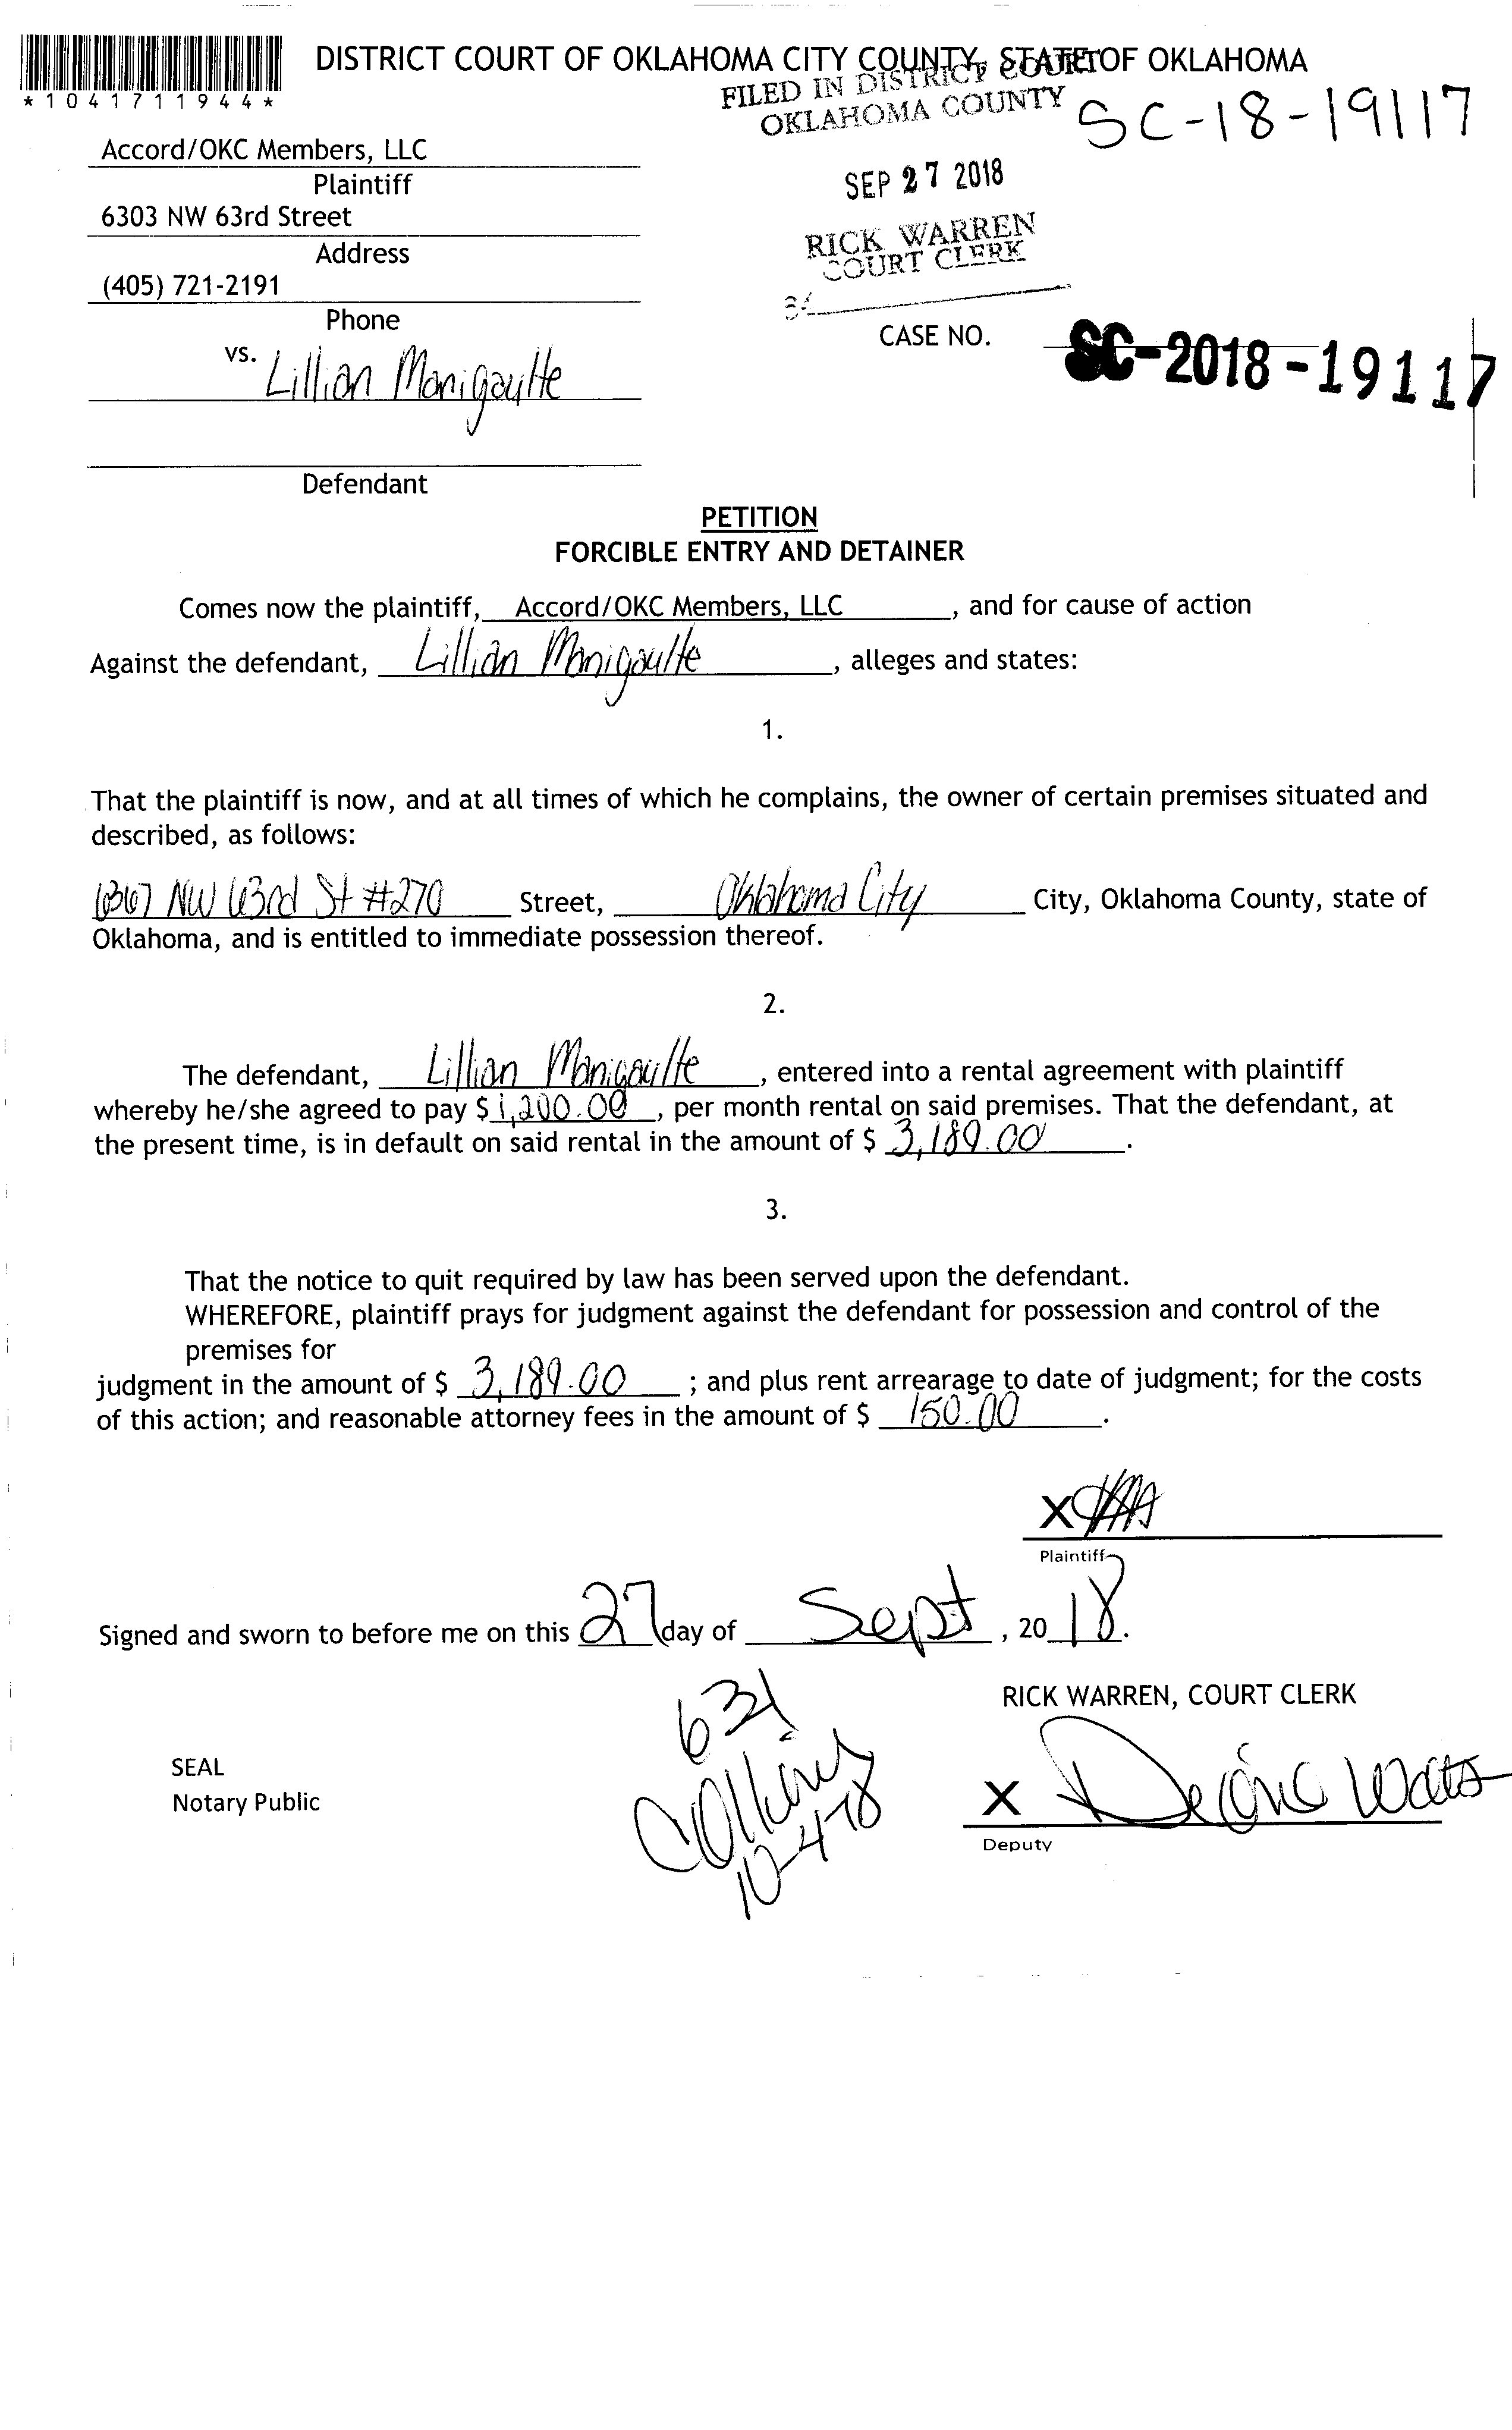 DISTRICT COURT OF OKLAHOMA CITY COUNTY, STATE OF OKLAHOMA
*1041711944*
FILED IN DISTRICT COURT
OKLAHOMA COUNTY
SC-18-19117
Accord/OKC Members, LLC
Plaintiff
SEP 27 2018
6303 NW 63rd Street
Address
RICK WARREN
COURT CLERK
(405) 721-2191
Phone
CASE NO. SC-2018-19117
vs. Lillian Manigaulte
Defendant
PETITION
FORCIBLE ENTRY AND DETAINER
Comes now the plaintiff, Accord/OKC Members, LLC, and for cause of action
Against the defendant, Lillian Manigaulte, alleges and states:
1.
That the plaintiff is now, and at all times of which he complains, the owner of certain premises situated and
described, as follows:
NW 63rd St #270 Street, Oklahoma City City, Oklahoma County, state of
Oklahoma, and is entitled to immediate possession thereof.
2.
The defendant, Lillian Manigaulte, entered into a rental agreement with plaintiff
whereby he/she agreed to pay $ 1,200.00, per month rental on said premises. That the defendant, at
the present time, is in default on said rental in the amount of $ 3,189.00.
3.
That the notice to quit required by law has been served upon the defendant.
WHEREFORE, plaintiff prays for judgment against the defendant for possession and control of the
premises for
judgment in the amount of $ 3,189.00; and plus rent arrearage to date of judgment; for the costs
of this action; and reasonable attorney fees in the amount of $ 150.00.
X
Plaintiff
Signed and sworn to before me on this 27 day of Sept, 2018.
631
RICK WARREN, COURT CLERK
SEAL
Notary Public
Collins
X
Deputy